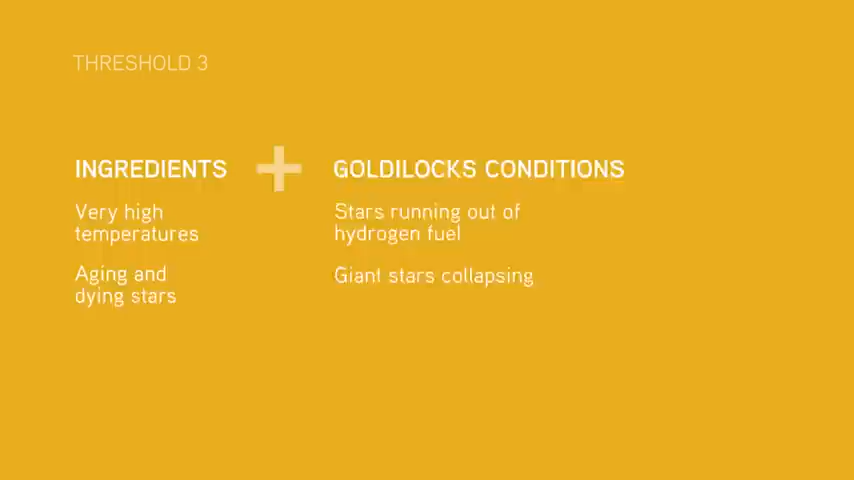 THRESHOLD 3
INGREDIENTS + GOLDILOCKS CONDITIONS
Very high
temperatures
Aging and
dying stars
Stars running out of
hydrogen fuel
Giant stars collapsing